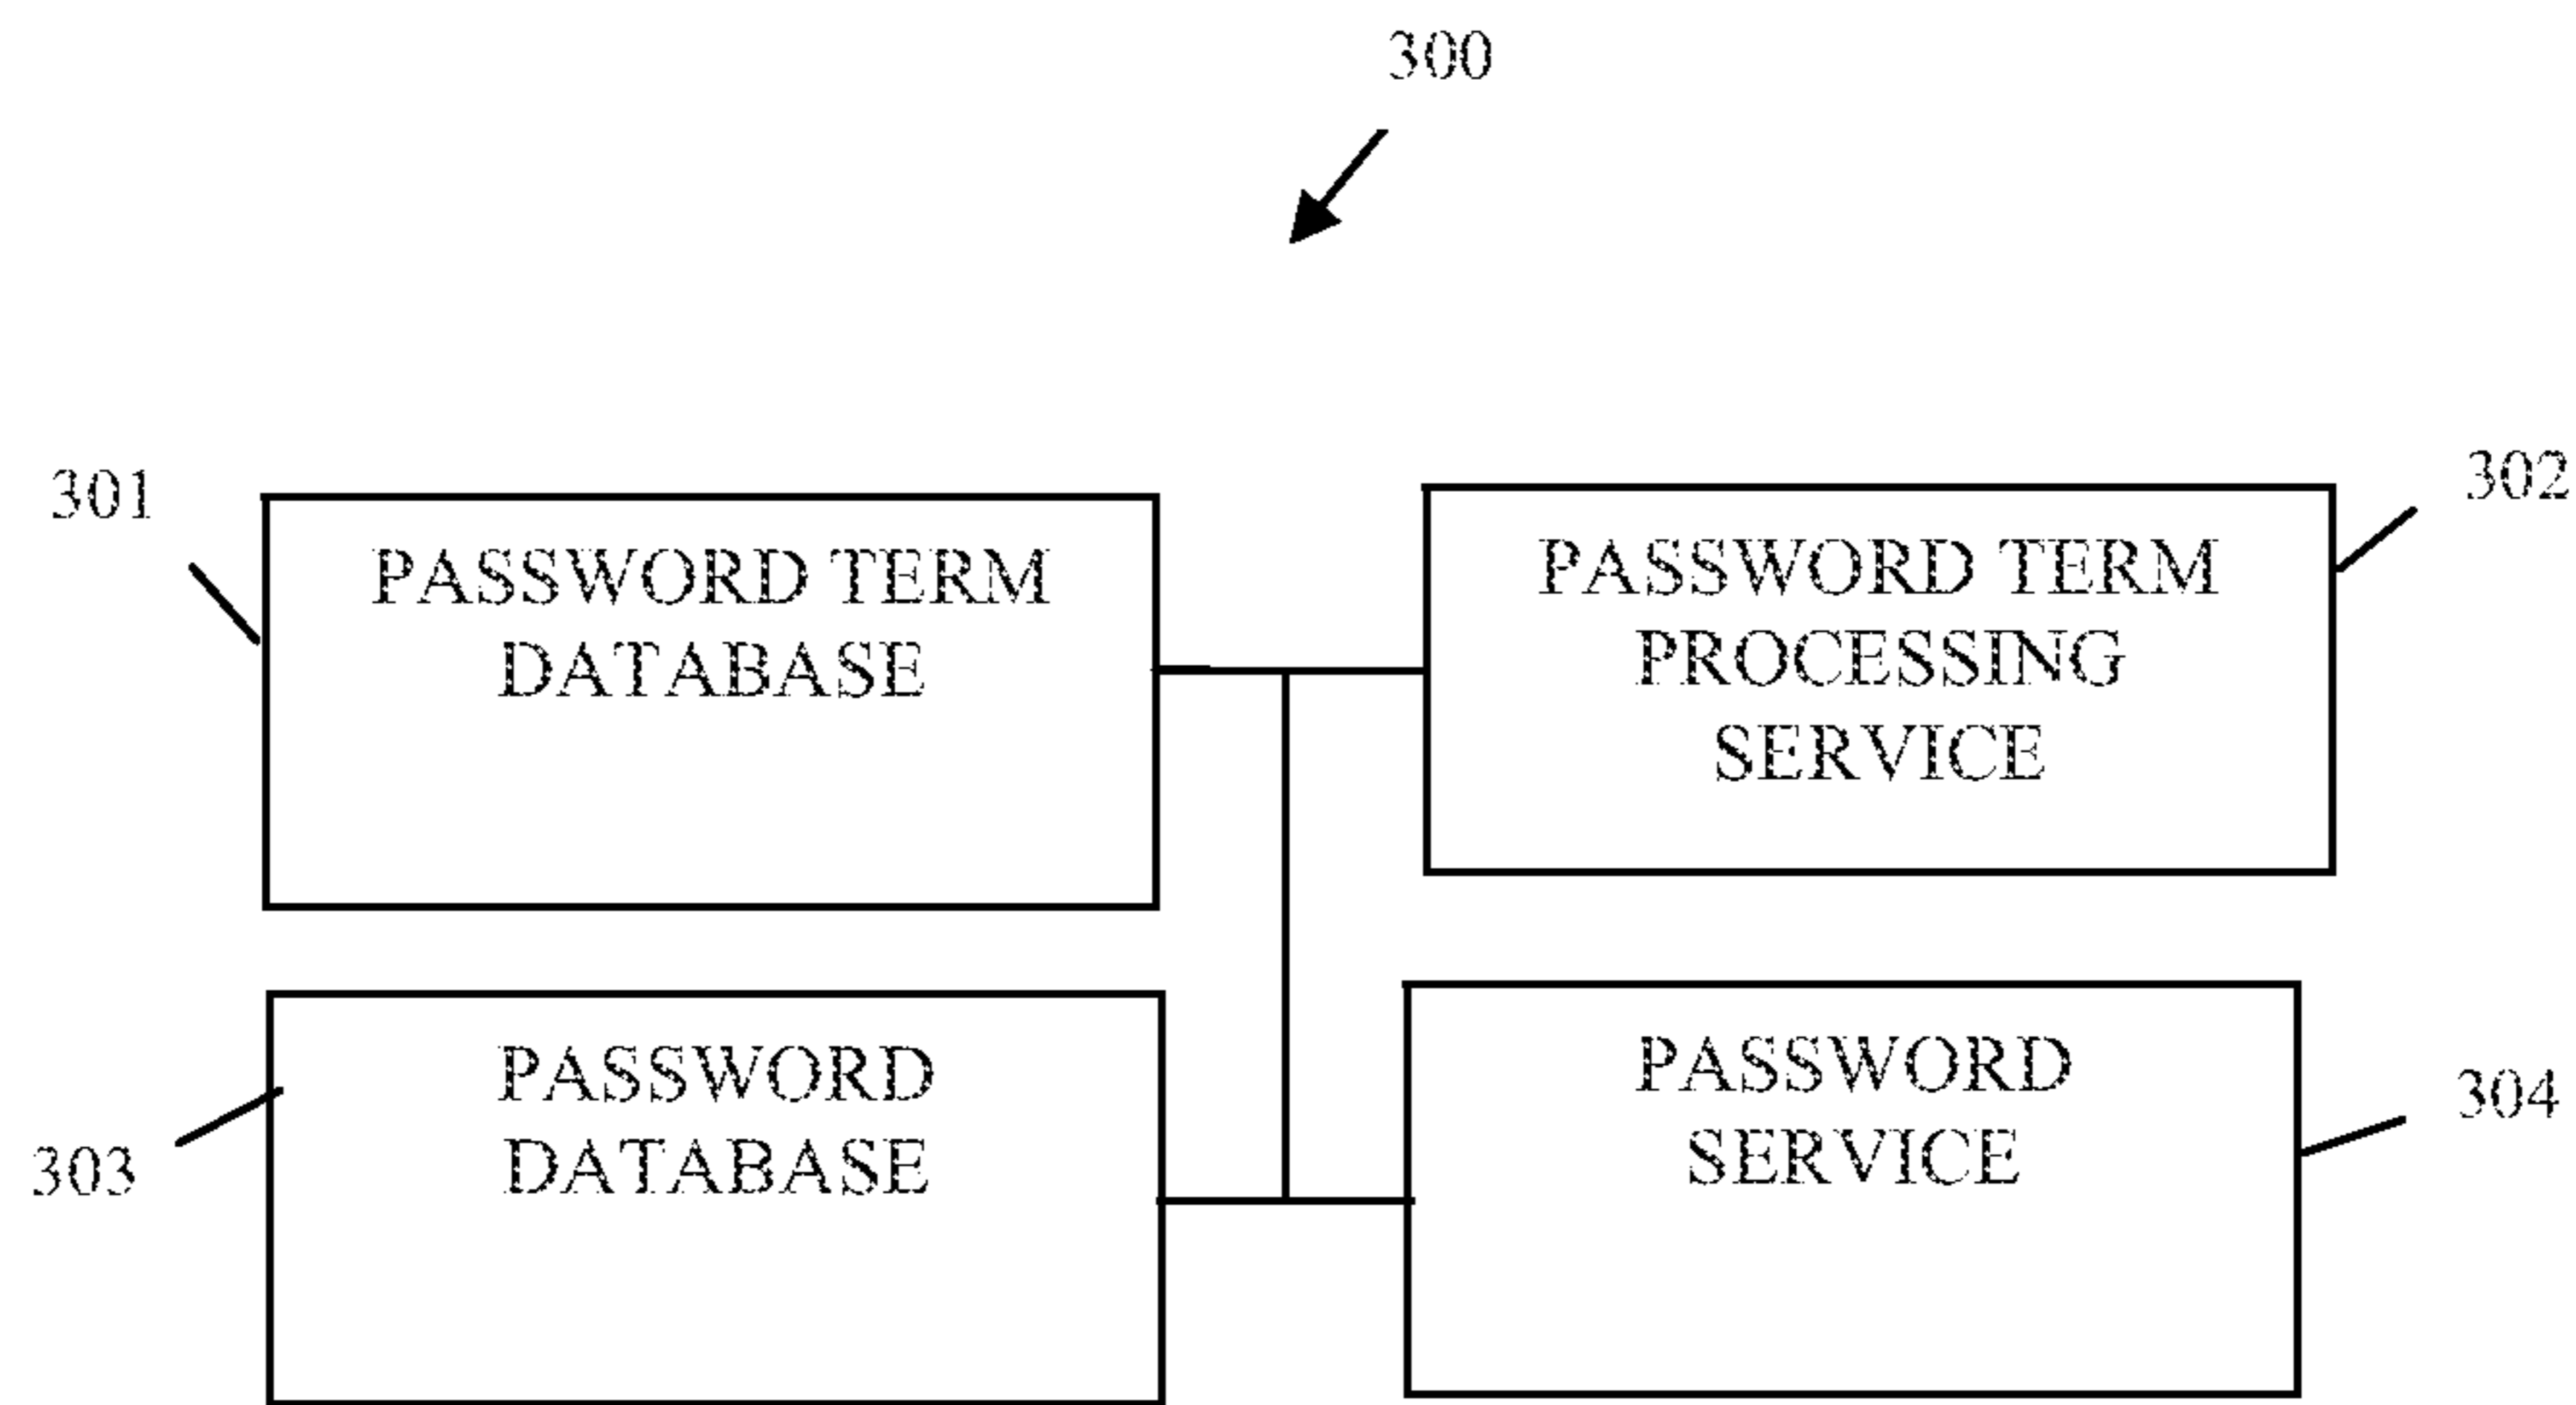 300
301
PASSWORD TERM
DATABASE
302
PASSWORD TERM
PROCESSING
SERVICE
303
PASSWORD
DATABASE
304
PASSWORD
SERVICE